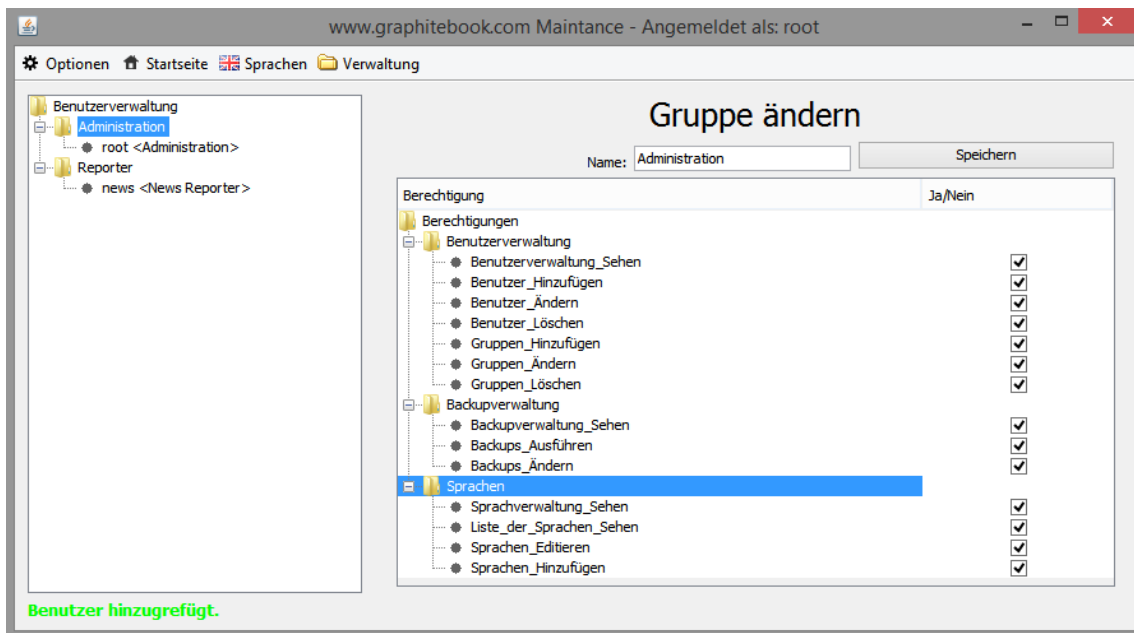 www.graphitebook.com Maintance - Angemeldet als: root
Optionen Startseite Sprachen Verwaltung
Benutzerverwaltung
Administration
root <Administration>
Reporter
news <News Reporter>
Gruppe ändern
Name: Administration Speichern
Berechtigung Ja/Nein
Berechtigungen
Benutzerverwaltung
Benutzerverwaltung_Sehen
Benutzer_Hinzufügen
Benutzer_Ändern
Benutzer_Löschen
Gruppen_Hinzufügen
Gruppen_Ändern
Gruppen_Löschen
Backupverwaltung
Backupverwaltung_Sehen
Backups_Ausführen
Backups_Ändern
Sprachen
Sprachverwaltung_Sehen
Liste_der_Sprachen_Sehen
Sprachen_Editieren
Sprachen_Hinzufügen
Benutzer hinzugrefügt.